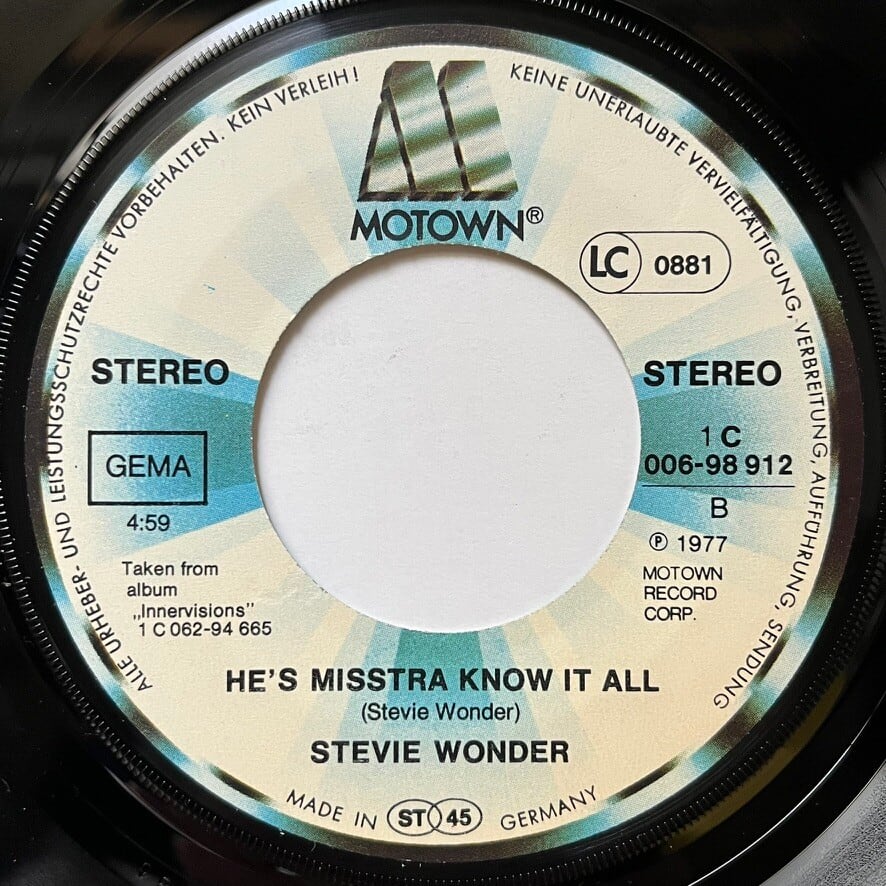 ALLE URHEBER- UND LEISTUNGSSCHUTZRECHTE VORBEHALTEN. KEIN VERLEIH! KEINE UNERLAUBTE VERVIELFÄLTIGUNG, VERBREITUNG, AUFFÜHRUNG, SENDUNG
MOTOWN®
LC 0881
STEREO
GEMA
4:59
Taken from
album
„Innervisions"
1 C 062-94 665
STEREO
1 C
006-98 912
B
℗ 1977
MOTOWN
RECORD
CORP.
HE'S MISSTRA KNOW IT ALL
(Stevie Wonder)
STEVIE WONDER
MADE IN ST 45 GERMANY